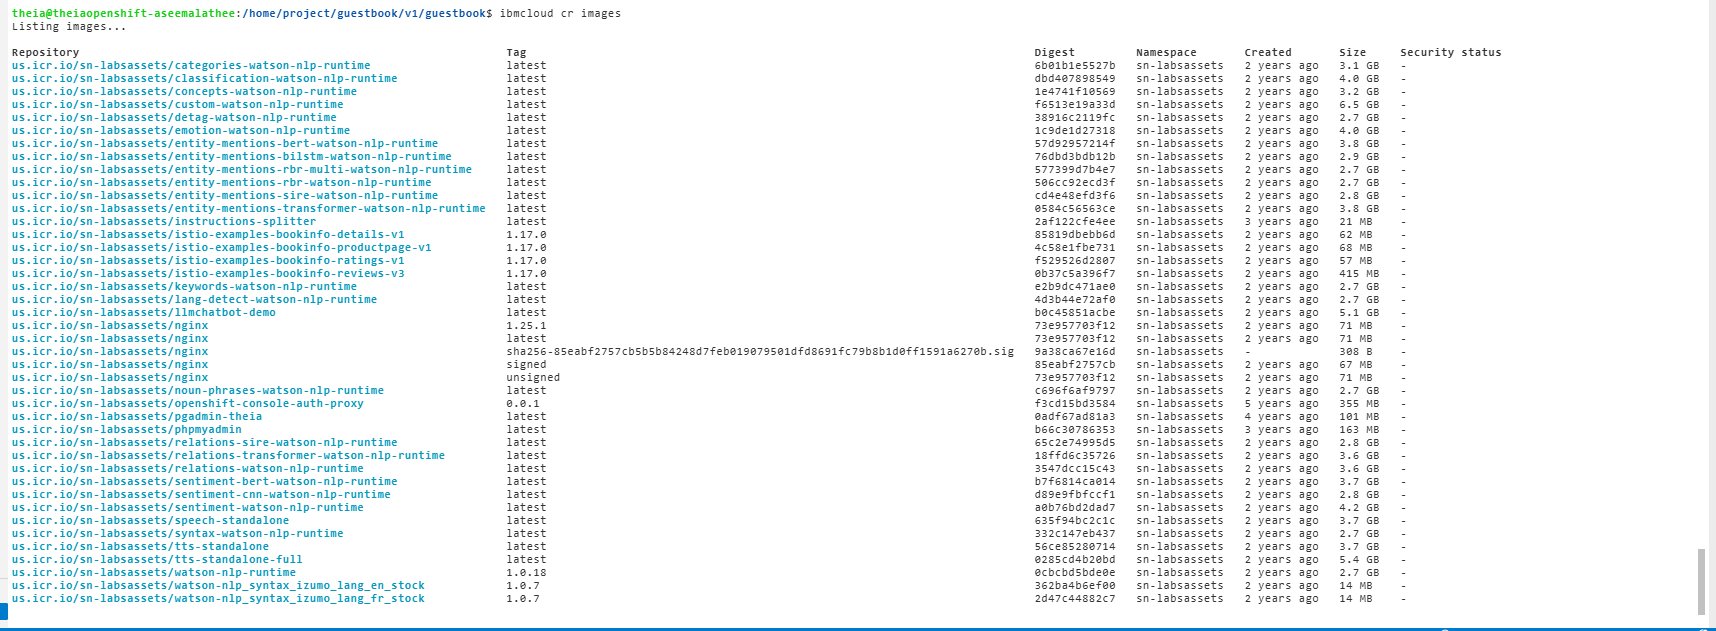 theia@theiaopenshift-aseemalathee:/home/project/guestbook/v1/guestbook$ ibmcloud cr images
Listing images...
Repository Tag Digest Namespace Created Size Security status
us.icr.io/sn-labsassets/categories-watson-nlp-runtime latest 6b01b1e5527b sn-labsassets 2 years ago 3.1 GB -
us.icr.io/sn-labsassets/classification-watson-nlp-runtime latest dbd407898549 sn-labsassets 2 years ago 4.0 GB -
us.icr.io/sn-labsassets/concepts-watson-nlp-runtime latest 1e4741f10569 sn-labsassets 2 years ago 3.2 GB -
us.icr.io/sn-labsassets/custom-watson-nlp-runtime latest f6513e19a33d sn-labsassets 2 years ago 6.5 GB -
us.icr.io/sn-labsassets/detag-watson-nlp-runtime latest 38916c2119fc sn-labsassets 2 years ago 2.7 GB -
us.icr.io/sn-labsassets/emotion-watson-nlp-runtime latest 1c9de1d27318 sn-labsassets 2 years ago 4.0 GB -
us.icr.io/sn-labsassets/entity-mentions-bert-watson-nlp-runtime latest 57d92957214f sn-labsassets 2 years ago 3.8 GB -
us.icr.io/sn-labsassets/entity-mentions-bilstm-watson-nlp-runtime latest 76dbd3bdb12b sn-labsassets 2 years ago 2.9 GB -
us.icr.io/sn-labsassets/entity-mentions-rbr-multi-watson-nlp-runtime latest 577399d7b4e7 sn-labsassets 2 years ago 2.7 GB -
us.icr.io/sn-labsassets/entity-mentions-rbr-watson-nlp-runtime latest 506cc92ecd3f sn-labsassets 2 years ago 2.7 GB -
us.icr.io/sn-labsassets/entity-mentions-sire-watson-nlp-runtime latest cd4e48efd3f6 sn-labsassets 2 years ago 2.8 GB -
us.icr.io/sn-labsassets/entity-mentions-transformer-watson-nlp-runtime latest 0584c56563ce sn-labsassets 2 years ago 3.8 GB -
us.icr.io/sn-labsassets/instructions-splitter latest 2af122cfe4ee sn-labsassets 3 years ago 21 MB -
us.icr.io/sn-labsassets/istio-examples-bookinfo-details-v1 1.17.0 85819dbebb6d sn-labsassets 2 years ago 62 MB -
us.icr.io/sn-labsassets/istio-examples-bookinfo-productpage-v1 1.17.0 4c58e1fbe731 sn-labsassets 2 years ago 68 MB -
us.icr.io/sn-labsassets/istio-examples-bookinfo-ratings-v1 1.17.0 f529526d2807 sn-labsassets 2 years ago 57 MB -
us.icr.io/sn-labsassets/istio-examples-bookinfo-reviews-v3 1.17.0 0b37c5a396f7 sn-labsassets 2 years ago 415 MB -
us.icr.io/sn-labsassets/keywords-watson-nlp-runtime latest e2b9dc471ae0 sn-labsassets 2 years ago 2.7 GB -
us.icr.io/sn-labsassets/lang-detect-watson-nlp-runtime latest 4d3b44e72af0 sn-labsassets 2 years ago 2.7 GB -
us.icr.io/sn-labsassets/llmchatbot-demo latest b0c45851acbe sn-labsassets 2 years ago 5.1 GB -
us.icr.io/sn-labsassets/nginx 1.25.1 73e957703f12 sn-labsassets 2 years ago 71 MB -
us.icr.io/sn-labsassets/nginx latest 73e957703f12 sn-labsassets 2 years ago 71 MB -
us.icr.io/sn-labsassets/nginx sha256-85eabf2757cb5b5b84248d7feb019079501dfd8691fc79b8b1d0ff1591a6270b.sig 9a38ca67e16d sn-labsassets - 308 B -
us.icr.io/sn-labsassets/nginx signed 85eabf2757cb sn-labsassets 2 years ago 67 MB -
us.icr.io/sn-labsassets/nginx unsigned 73e957703f12 sn-labsassets 2 years ago 71 MB -
us.icr.io/sn-labsassets/noun-phrases-watson-nlp-runtime latest c696f6af9797 sn-labsassets 2 years ago 2.7 GB -
us.icr.io/sn-labsassets/openshift-console-auth-proxy 0.0.1 f3cd15bd3584 sn-labsassets 5 years ago 355 MB -
us.icr.io/sn-labsassets/pgadmin-theia latest 0adf67ad81a3 sn-labsassets 4 years ago 101 MB -
us.icr.io/sn-labsassets/phpmyadmin latest b66c30786353 sn-labsassets 3 years ago 163 MB -
us.icr.io/sn-labsassets/relations-sire-watson-nlp-runtime latest 65c2e74995d5 sn-labsassets 2 years ago 2.8 GB -
us.icr.io/sn-labsassets/relations-transformer-watson-nlp-runtime latest 18ffd6c35726 sn-labsassets 2 years ago 3.6 GB -
us.icr.io/sn-labsassets/relations-watson-nlp-runtime latest 3547dcc15c43 sn-labsassets 2 years ago 3.6 GB -
us.icr.io/sn-labsassets/sentiment-bert-watson-nlp-runtime latest b7f6814ca014 sn-labsassets 2 years ago 3.7 GB -
us.icr.io/sn-labsassets/sentiment-cnn-watson-nlp-runtime latest d89e9fbfccf1 sn-labsassets 2 years ago 2.8 GB -
us.icr.io/sn-labsassets/sentiment-watson-nlp-runtime latest a0b76bd2dad7 sn-labsassets 2 years ago 4.2 GB -
us.icr.io/sn-labsassets/speech-standalone latest 635f94bc2c1c sn-labsassets 2 years ago 3.7 GB -
us.icr.io/sn-labsassets/syntax-watson-nlp-runtime latest 332c147eb437 sn-labsassets 2 years ago 2.7 GB -
us.icr.io/sn-labsassets/tts-standalone latest 56ce85280714 sn-labsassets 2 years ago 3.7 GB -
us.icr.io/sn-labsassets/tts-standalone-full latest 0285cd4b20bd sn-labsassets 2 years ago 5.4 GB -
us.icr.io/sn-labsassets/watson-nlp-runtime 1.0.18 0cbcbd5bde0e sn-labsassets 2 years ago 2.7 GB -
us.icr.io/sn-labsassets/watson-nlp_syntax_izumo_lang_en_stock 1.0.7 362ba4b6ef00 sn-labsassets 2 years ago 14 MB -
us.icr.io/sn-labsassets/watson-nlp_syntax_izumo_lang_fr_stock 1.0.7 2d47c44882c7 sn-labsassets 2 years ago 14 MB -